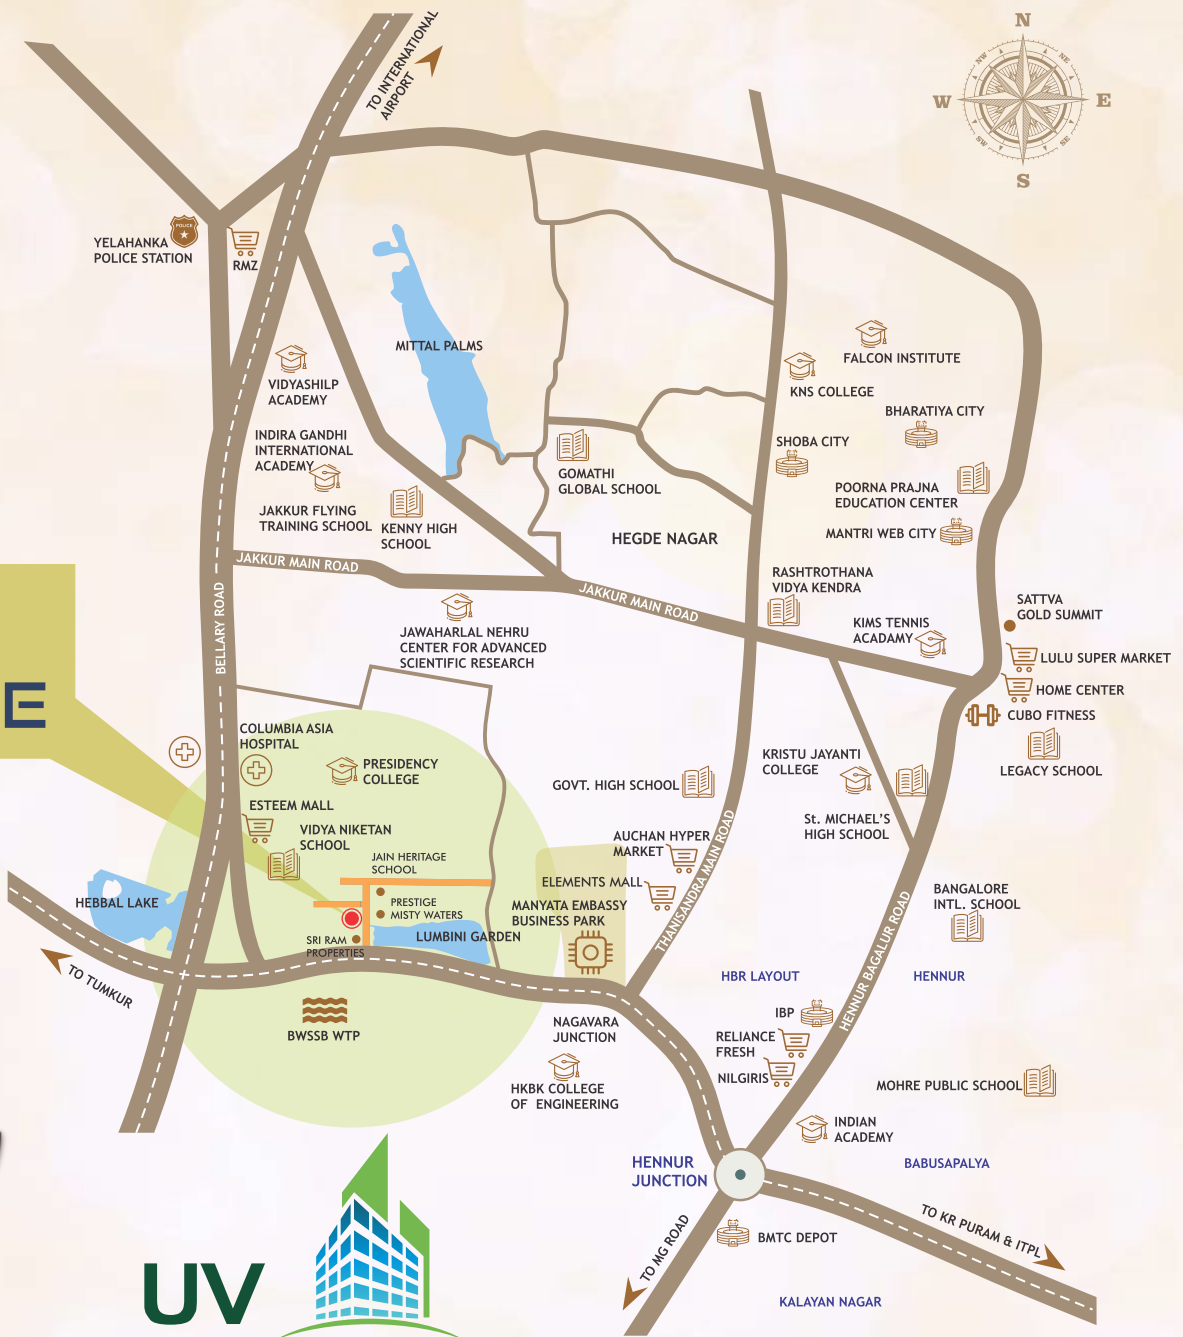 TO INTERNATIONAL
AIRPORT
N
NW
NE
W
E
SW
SE
S
POLICE
YELAHANKA
POLICE STATION
RMZ
MITTAL PALMS
FALCON INSTITUTE
VIDYASHILP
ACADEMY
KNS COLLEGE
BHARATIYA CITY
INDIRA GANDHI
INTERNATIONAL
ACADEMY
SHOBA CITY
GOMATHI
GLOBAL SCHOOL
POORNA PRAJNA
EDUCATION CENTER
JAKKUR FLYING
TRAINING SCHOOL
KENNY HIGH
SCHOOL
HEGDE NAGAR
MANTRI WEB CITY
JAKKUR MAIN ROAD
BELLARY ROAD
JAKKUR MAIN ROAD
RASHTROTHANA
VIDYA KENDRA
SATTVA
GOLD SUMMIT
JAWAHARLAL NEHRU
CENTER FOR ADVANCED
SCIENTIFIC RESEARCH
KIMS TENNIS
ACADAMY
LULU SUPER MARKET
HOME CENTER
CUBO FITNESS
E
COLUMBIA ASIA
HOSPITAL
PRESIDENCY
COLLEGE
KRISTU JAYANTI
COLLEGE
LEGACY SCHOOL
GOVT. HIGH SCHOOL
ESTEEM MALL
VIDYA NIKETAN
SCHOOL
St. MICHAEL'S
HIGH SCHOOL
AUCHAN HYPER
MARKET
JAIN HERITAGE
SCHOOL
ELEMENTS MALL
THANISANDRA MAIN ROAD
BANGALORE
INTL. SCHOOL
HEBBAL LAKE
PRESTIGE
MISTY WATERS
MANYATA EMBASSY
BUSINESS PARK
SRI RAM
PROPERTIES
LUMBINI GARDEN
HENNUR BAGALUR ROAD
TO TUMKUR
HBR LAYOUT
HENNUR
BWSSB WTP
NAGAVARA
JUNCTION
IBP
RELIANCE
FRESH
NILGIRIS
HKBK COLLEGE
OF ENGINEERING
MOHRE PUBLIC SCHOOL
INDIAN
ACADEMY
HENNUR
JUNCTION
BABUSAPALYA
TO MG ROAD
BMTC DEPOT
TO KR PURAM & ITPL
UV
KALAYAN NAGAR